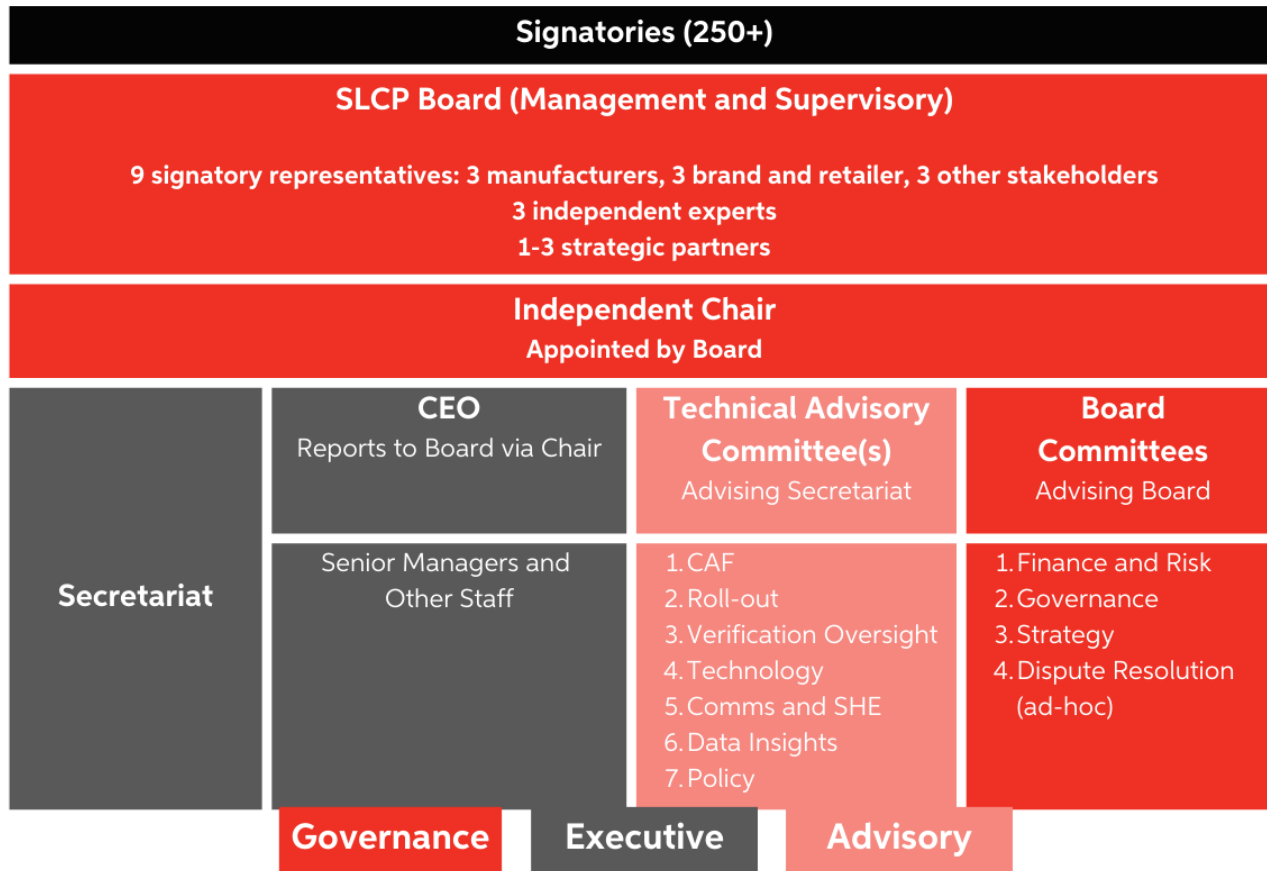 Signatories (250+)
SLCP Board (Management and Supervisory)
9 signatory representatives: 3 manufacturers, 3 brand and retailer, 3 other stakeholders
3 independent experts
1-3 strategic partners
Independent Chair
Appointed by Board
Secretariat
CEO
Reports to Board via Chair
Senior Managers and
Other Staff
Technical Advisory
Committee(s)
Advising Secretariat
1. CAF
2. Roll-out
3. Verification Oversight
4. Technology
5. Comms and SHE
6. Data Insights
7. Policy
Board
Committees
Advising Board
1. Finance and Risk
2. Governance
3. Strategy
4. Dispute Resolution
(ad-hoc)
Governance
Executive
Advisory